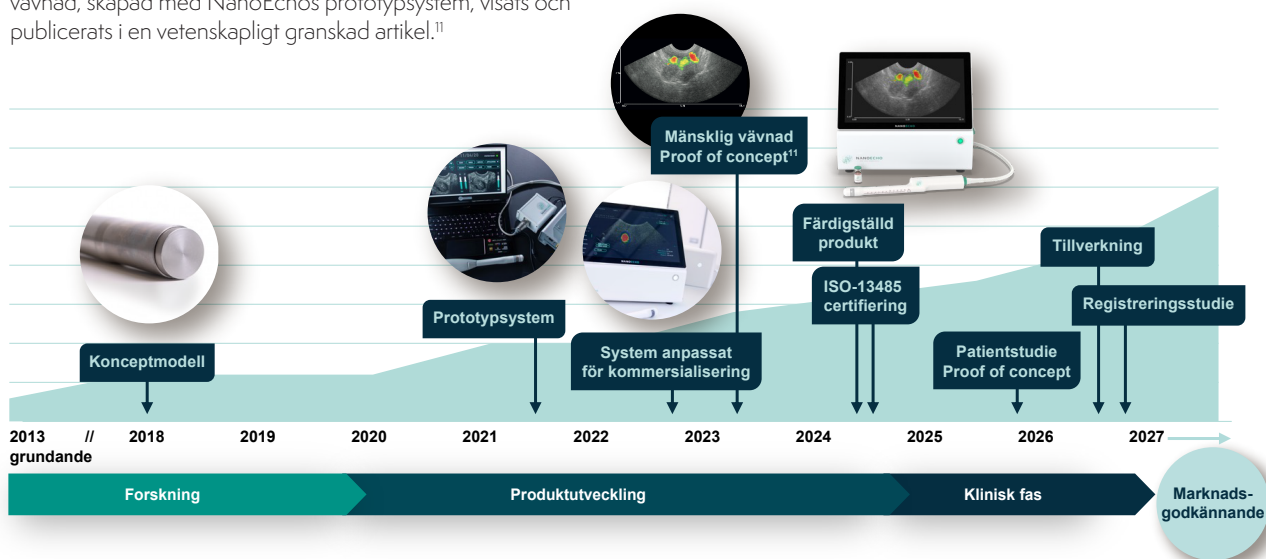 vävnad, skapad med NanoEchos prototypsystem, visats och
publicerats i en vetenskapligt granskad artikel.¹¹
Mänsklig vävnad
Proof of concept¹¹
Färdigställd
produkt
Tillverkning
ISO-13485
certifiering
Registreringsstudie
Prototypsystem
Konceptmodell
System anpassat
för kommersialisering
Patientstudie
Proof of concept
2013 // 2018 2019 2020 2021 2022 2023 2024 2025 2026 2027
grundande
Forskning Produktutveckling Klinisk fas
Marknads-
godkännande